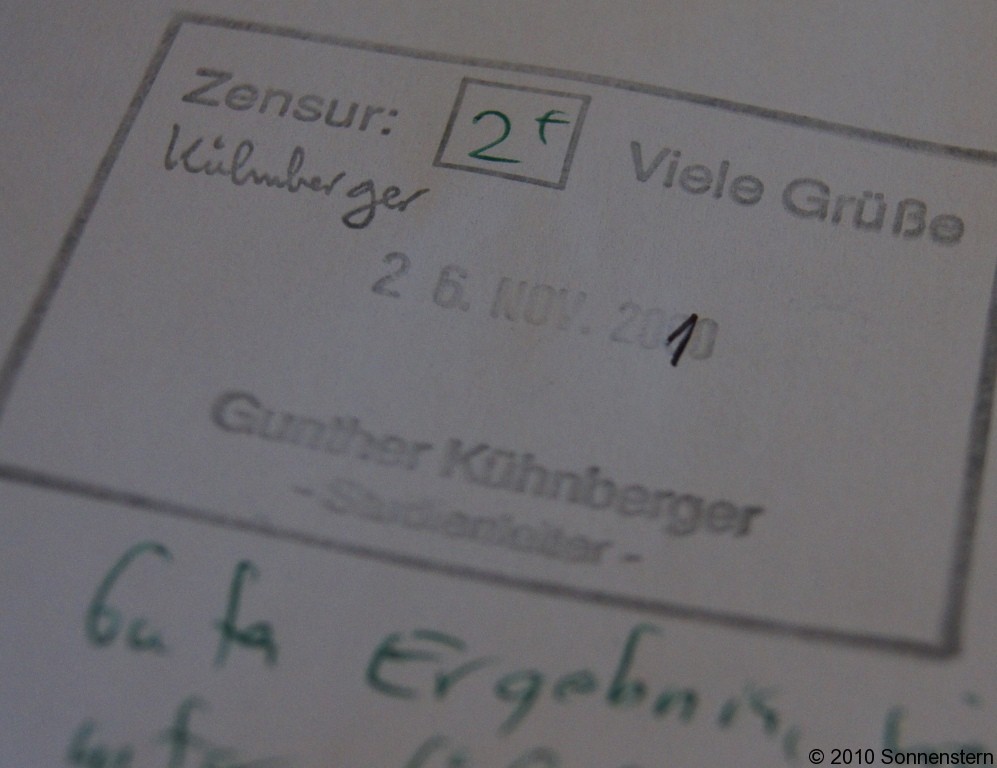 Zensur: 2+ Viele Grüße
Kühnberger
26. NOV. 2010
Gunther Kühnberger
- Studienleiter -
Gutes Ergebnis,
© 2010 Sonnenstern